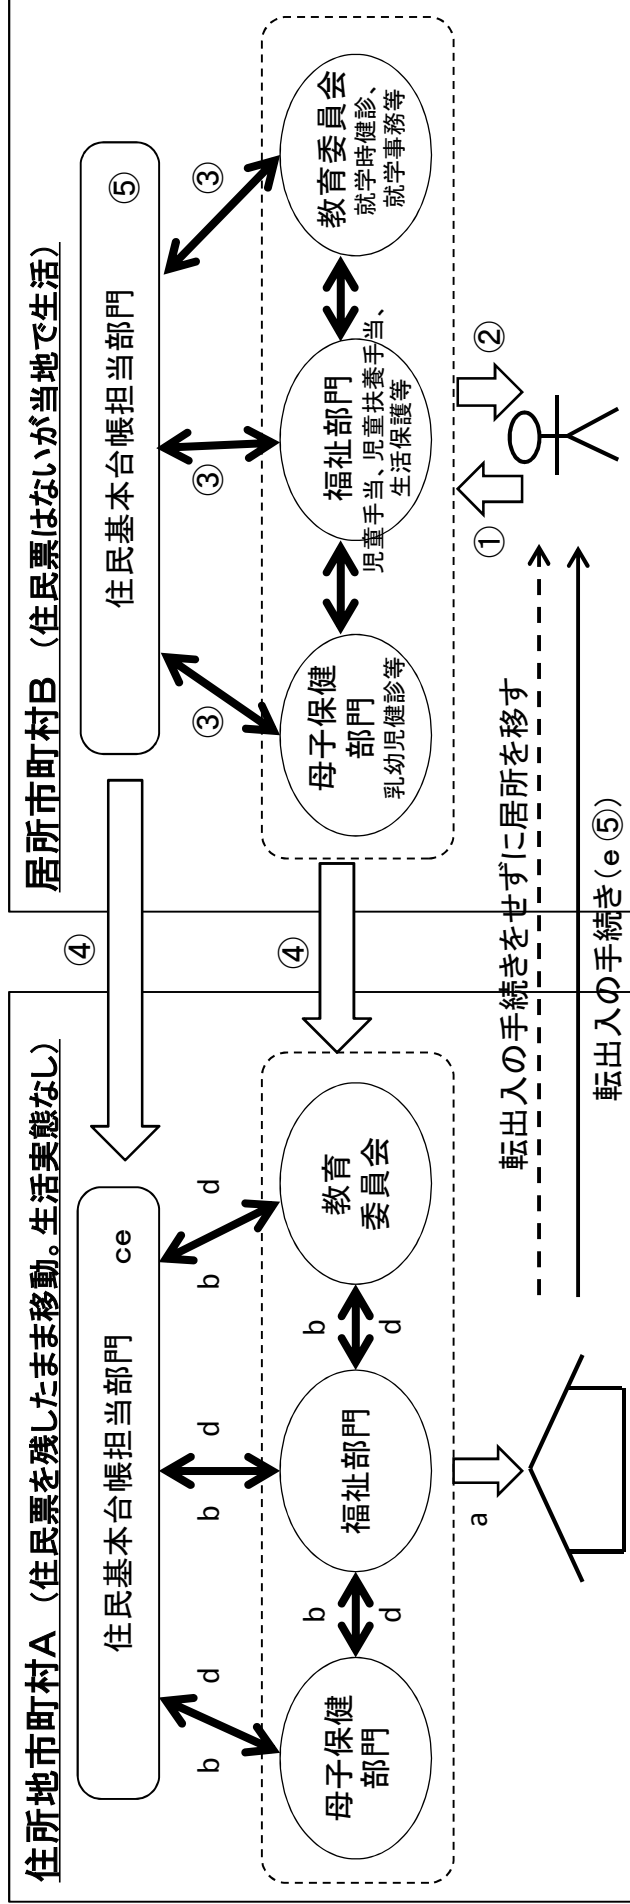 住所地市町村A （住民票を残したまま移動。生活実態なし）
住民基本台帳担当部門
ce
b
d
b
d
b
d
母子保健
部門
b
d
福祉部門
b
d
教育
委員会
a
④
④
居所市町村B （住民票はないが当地で生活）
住民基本台帳担当部門
⑤
③
③
③
母子保健
部門
乳幼児健診等
福祉部門
児童手当、児童扶養手当、
生活保護等
教育委員会
就学時健診、
就学事務等
①
②
転出入の手続きをせずに居所を移す
転出入の手続き(e⑤)